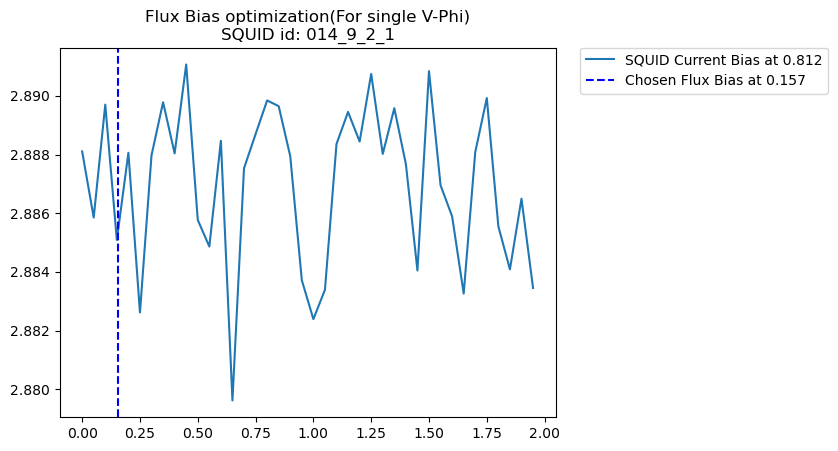 Flux Bias optimization(For single V-Phi)
SQUID id: 014_9_2_1
SQUID Current Bias at 0.812
Chosen Flux Bias at 0.157
2.890
2.888
2.886
2.884
2.882
2.880
0.00 0.25 0.50 0.75 1.00 1.25 1.50 1.75 2.00